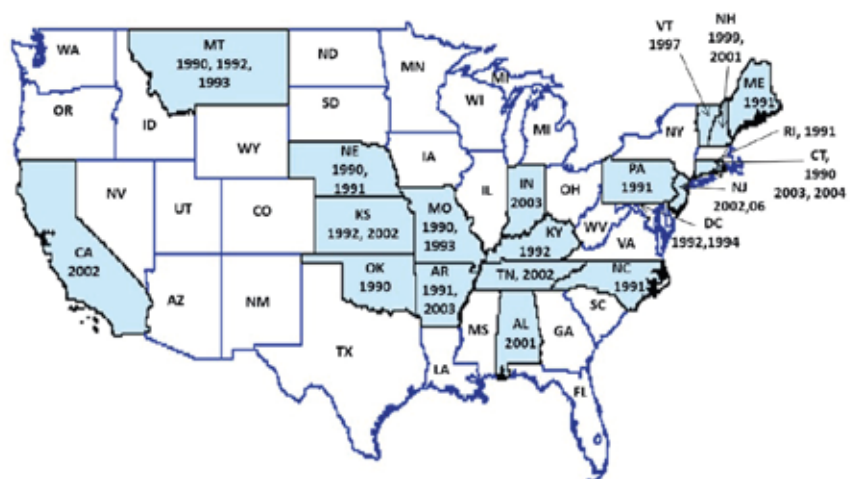 VT
1997
NH
1999,
2001
WA
MT
1990, 1992,
1993
ND
MN
MI
ME
1991
OR
ID
SD
WI
MI
NY
RI, 1991
WY
CT,
1990
2003, 2004
NE
1990,
1991
IA
PA
1991
NV
UT
CO
IL
IN
2003
OH
NJ
2002,06
CA
2002
KS
1992, 2002
MO
1990,
1993
KY
1992
WV
VA
DC
1992,1994
AZ
NM
OK
1990
AR
1991,
2003
TN, 2002
NC
1991
SC
TX
MS
AL
2001
GA
LA
FL